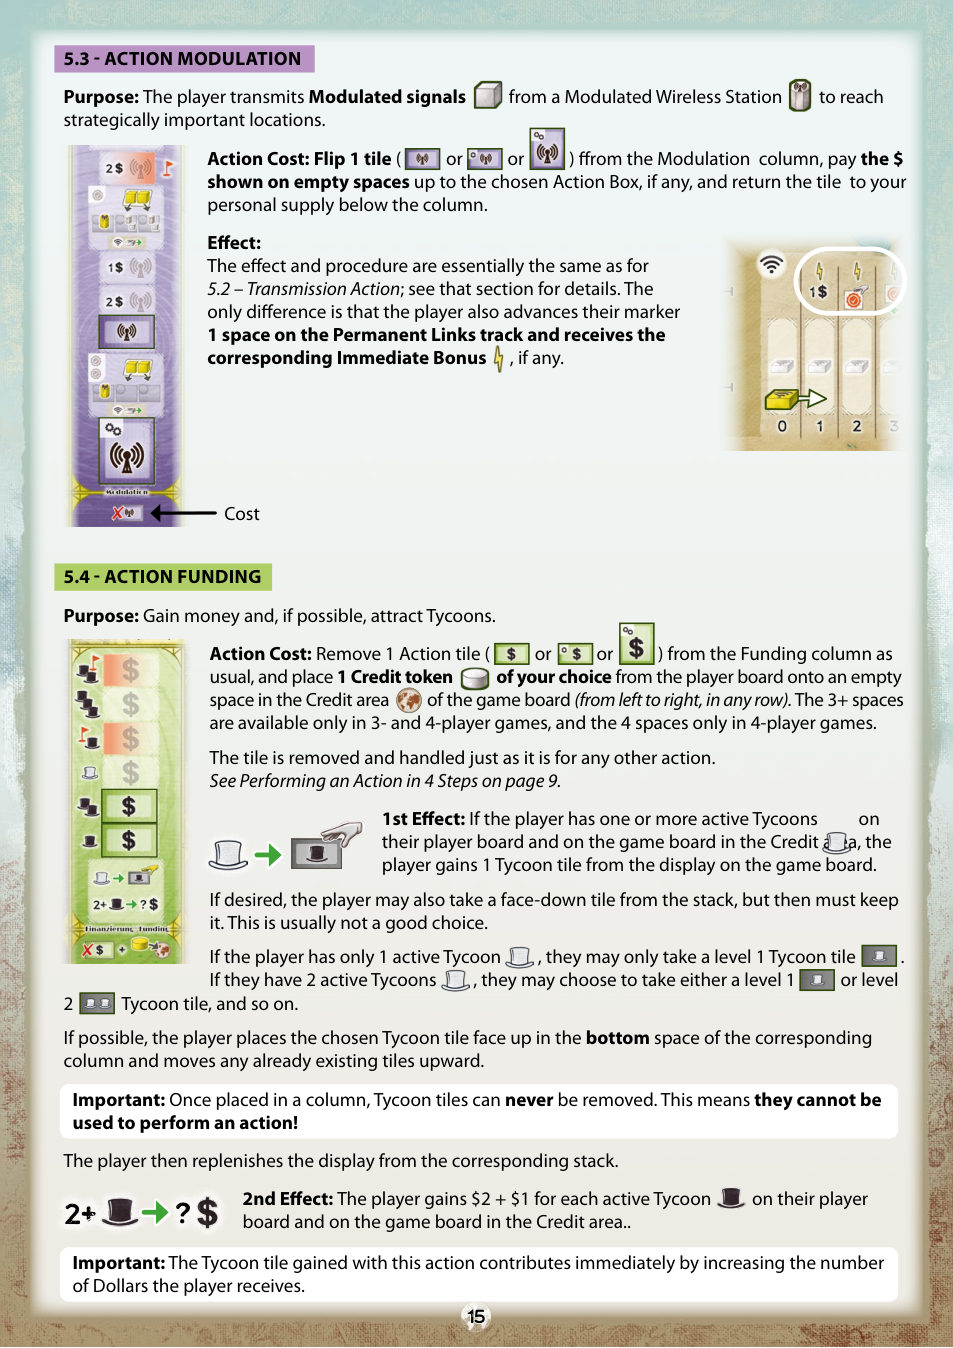 5.3 - ACTION MODULATION
Purpose: The player transmits Modulated signals from a Modulated Wireless Station to reach
strategically important locations.
Action Cost: Flip 1 tile ( or or ) ffrom the Modulation column, pay the $
shown on empty spaces up to the chosen Action Box, if any, and return the tile to your
personal supply below the column.
2 $
1 $
2 $
Modulation
X
Cost
Effect:
The effect and procedure are essentially the same as for
5.2 – Transmission Action; see that section for details. The
only difference is that the player also advances their marker
1 space on the Permanent Links track and receives the
corresponding Immediate Bonus , if any.
1 $
0 1 2 3
5.4 - ACTION FUNDING
Purpose: Gain money and, if possible, attract Tycoons.
Action Cost: Remove 1 Action tile ( $ or $ or $ ) from the Funding column as
usual, and place 1 Credit token of your choice from the player board onto an empty
space in the Credit area of the game board (from left to right, in any row). The 3+ spaces
are available only in 3- and 4-player games, and the 4 spaces only in 4-player games.
The tile is removed and handled just as it is for any other action.
See Performing an Action in 4 Steps on page 9.
$
$
$
$
$
$
2+ ? $
Finanzierung Funding
X $ +
1st Effect: If the player has one or more active Tycoons on
their player board and on the game board in the Credit a a, the
player gains 1 Tycoon tile from the display on the game board.
If desired, the player may also take a face-down tile from the stack, but then must keep
it. This is usually not a good choice.
If the player has only 1 active Tycoon , they may only take a level 1 Tycoon tile .
If they have 2 active Tycoons , they may choose to take either a level 1 or level
2 Tycoon tile, and so on.
If possible, the player places the chosen Tycoon tile face up in the bottom space of the corresponding
column and moves any already existing tiles upward.
Important: Once placed in a column, Tycoon tiles can never be removed. This means they cannot be
used to perform an action!
The player then replenishes the display from the corresponding stack.
2+ ? $
2nd Effect: The player gains $2 + $1 for each active Tycoon on their player
board and on the game board in the Credit area..
Important: The Tycoon tile gained with this action contributes immediately by increasing the number
of Dollars the player receives.
15